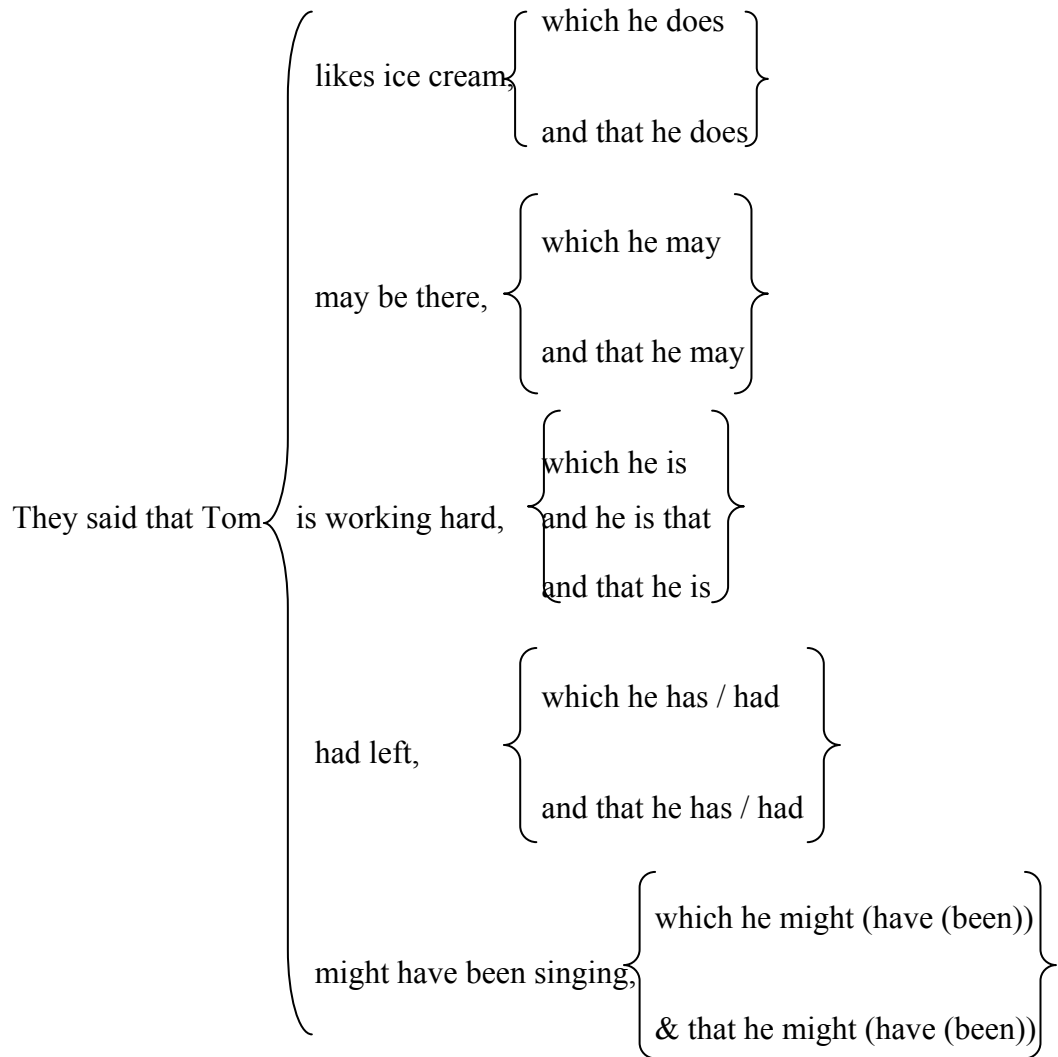 which he does
likes ice cream,
and that he does
which he may
may be there,
and that he may
which he is
They said that Tom is working hard, and he is that
and that he is
which he has / had
had left,
and that he has / had
which he might (have (been))
might have been singing,
& that he might (have (been))